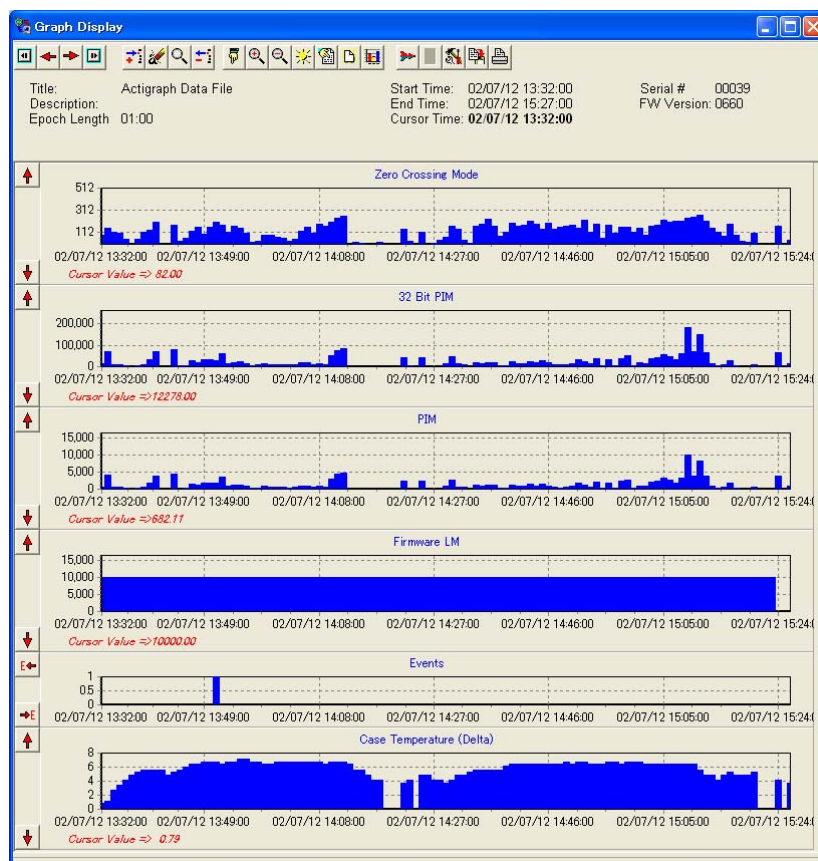 Graph Display
Title: Actigraph Data File Start Time: 02/07/12 13:32:00 Serial # 00039
Description: End Time: 02/07/12 15:27:00 FW Version: 0660
Epoch Length 01:00 Cursor Time: 02/07/12 13:32:00
Zero Crossing Mode
512
312
112
02/07/12 13:32:00 02/07/12 13:49:00 02/07/12 14:08:00 02/07/12 14:27:00 02/07/12 14:46:00 02/07/12 15:05:00 02/07/12 15:24:
Cursor Value => 82.00
32 Bit PIM
200,000
100,000
0
02/07/12 13:32:00 02/07/12 13:49:00 02/07/12 14:08:00 02/07/12 14:27:00 02/07/12 14:46:00 02/07/12 15:05:00 02/07/12 15:24:
Cursor Value =>12278.00
PIM
15,000
10,000
5,000
0
02/07/12 13:32:00 02/07/12 13:49:00 02/07/12 14:08:00 02/07/12 14:27:00 02/07/12 14:46:00 02/07/12 15:05:00 02/07/12 15:24:
Cursor Value =>682.11
Firmware LM
15,000
10,000
5,000
0
02/07/12 13:32:00 02/07/12 13:49:00 02/07/12 14:08:00 02/07/12 14:27:00 02/07/12 14:46:00 02/07/12 15:05:00 02/07/12 15:24:
Cursor Value =>10000.00
E
Events
1
0.5
0
E
02/07/12 13:32:00 02/07/12 13:49:00 02/07/12 14:08:00 02/07/12 14:27:00 02/07/12 14:46:00 02/07/12 15:05:00 02/07/12 15:24:
Case Temperature (Delta)
8
6
4
2
0
02/07/12 13:32:00 02/07/12 13:49:00 02/07/12 14:08:00 02/07/12 14:27:00 02/07/12 14:46:00 02/07/12 15:05:00 02/07/12 15:24:
Cursor Value => 0.79